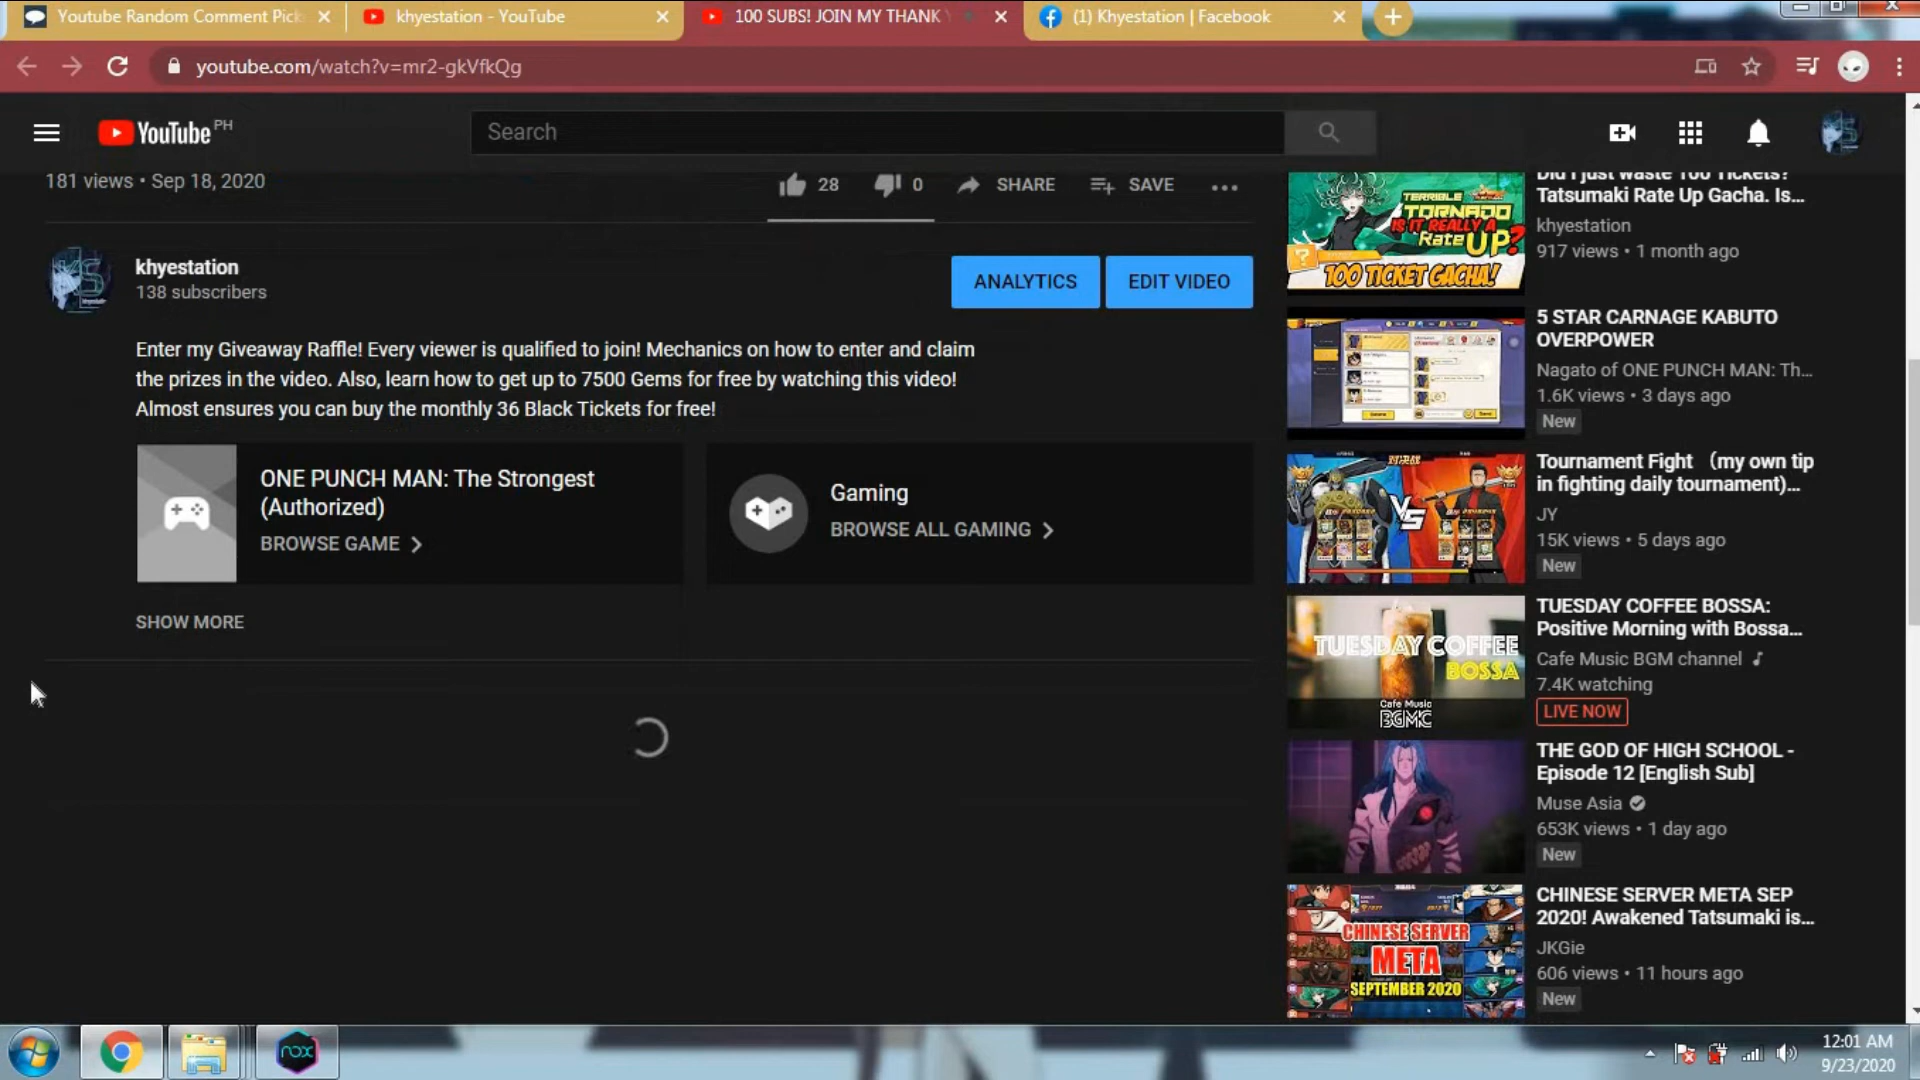 Youtube Random Comment Pick
khyestation - YouTube
100 SUBS! JOIN MY THANK
(1) Khyestation | Facebook
youtube.com/watch?v=mr2-gkVfkQg
YouTube PH
Search
181 views • Sep 18, 2020
28
0
SHARE
SAVE
khyestation
138 subscribers
ANALYTICS
EDIT VIDEO
Enter my Giveaway Raffle! Every viewer is qualified to join! Mechanics on how to enter and claim
the prizes in the video. Also, learn how to get up to 7500 Gems for free by watching this video!
Almost ensures you can buy the monthly 36 Black Tickets for free!
ONE PUNCH MAN: The Strongest
(Authorized)
BROWSE GAME
Gaming
BROWSE ALL GAMING
SHOW MORE
TERRIBLE
TORNADO
IS IT REALLY A
Rate UP?
100 TICKET GACHA!
Did I just waste 100 Tickets?
Tatsumaki Rate Up Gacha. Is...
khyestation
917 views • 1 month ago
5 STAR CARNAGE KABUTO
OVERPOWER
Nagato of ONE PUNCH MAN: Th...
1.6K views • 3 days ago
New
VS
Tournament Fight （my own tip
in fighting daily tournament)...
JY
15K views • 5 days ago
New
TUESDAY COFFEE
BOSSA
Cafe Music
BGMC
TUESDAY COFFEE BOSSA:
Positive Morning with Bossa...
Cafe Music BGM channel
7.4K watching
LIVE NOW
THE GOD OF HIGH SCHOOL -
Episode 12 [English Sub]
Muse Asia
653K views • 1 day ago
New
CHINESE SERVER
META
SEPTEMBER 2020
CHINESE SERVER META SEP
2020! Awakened Tatsumaki is...
JKGie
606 views • 11 hours ago
New
nox
12:01 AM
9/23/2020